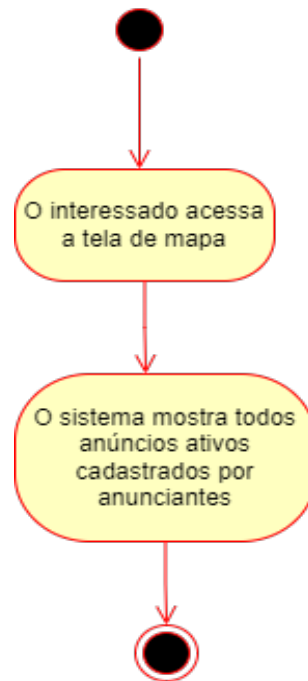 O interessado acessa
a tela de mapa
O sistema mostra todos
anúncios ativos
cadastrados por
anunciantes